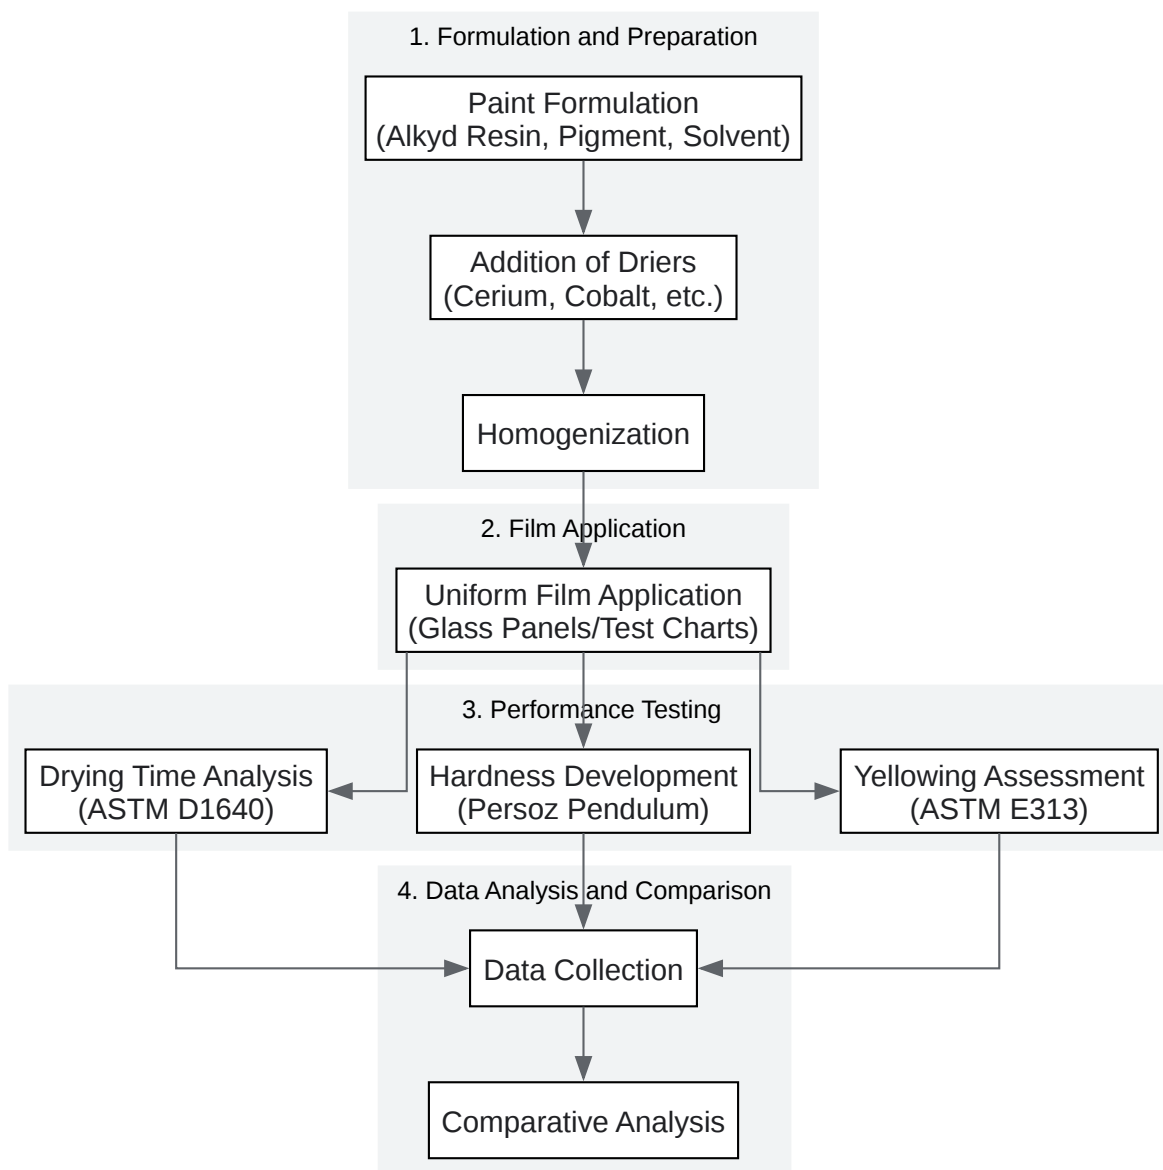 1. Formulation and Preparation
Paint Formulation
(Alkyd Resin, Pigment, Solvent)
Addition of Driers
(Cerium, Cobalt, etc.)
Homogenization
2. Film Application
Uniform Film Application
(Glass Panels/Test Charts)
3. Performance Testing
Drying Time Analysis
(ASTM D1640)
Hardness Development
(Persoz Pendulum)
Yellowing Assessment
(ASTM E313)
4. Data Analysis and Comparison
Data Collection
Comparative Analysis